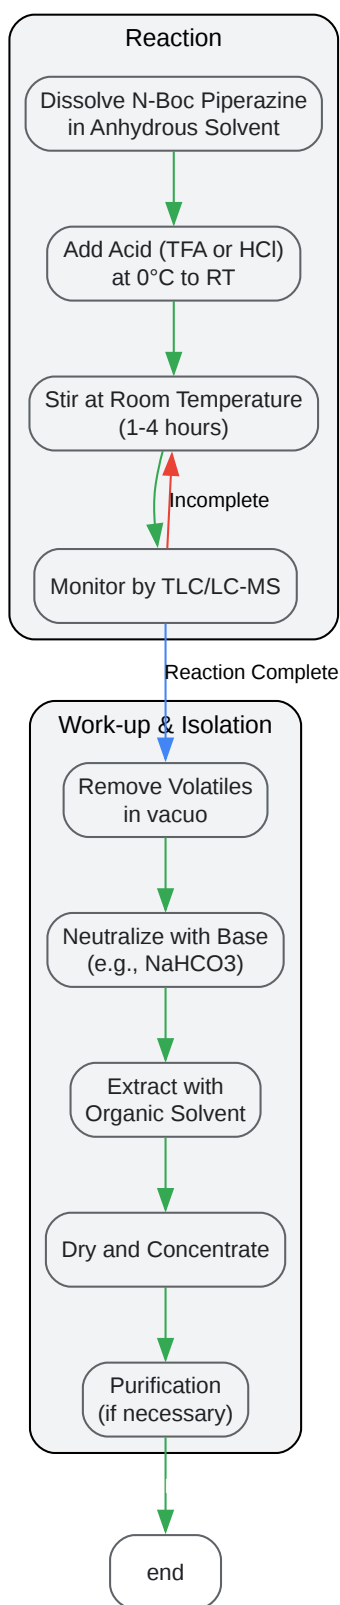 Reaction
Dissolve N-Boc Piperazine
in Anhydrous Solvent
Add Acid (TFA or HCl)
at 0°C to RT
Stir at Room Temperature
(1-4 hours)
Incomplete
Monitor by TLC/LC-MS
Reaction Complete
Work-up & Isolation
Remove Volatiles
in vacuo
Neutralize with Base
(e.g., NaHCO3)
Extract with
Organic Solvent
Dry and Concentrate
Purification
(if necessary)
end